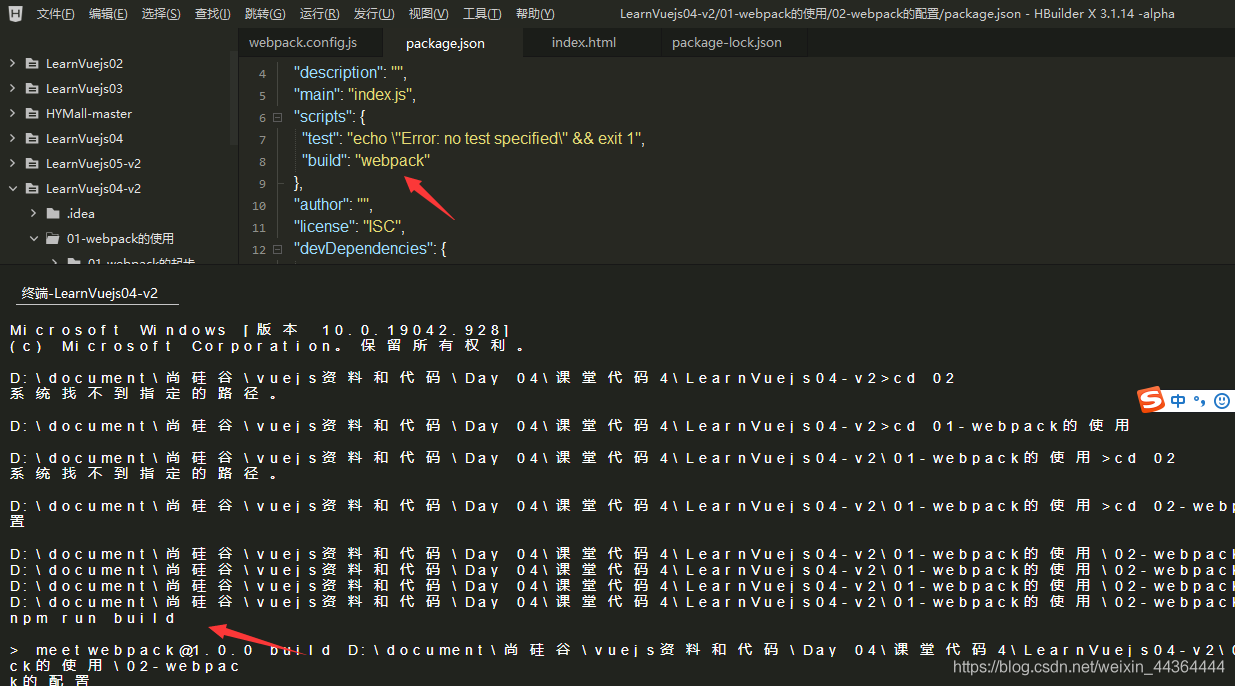 文件(F) 编辑(E) 选择(S) 查找(I) 跳转(G) 运行(R) 发行(U) 视图(V) 工具(T) 帮助(Y) LearnVuejs04-v2/01-webpack的使用/02-webpack的配置/package.json - HBuilder X 3.1.14 -alpha
webpack.config.js package.json index.html package-lock.json
LearnVuejs02
LearnVuejs03
HYMall-master
LearnVuejs04
LearnVuejs05-v2
LearnVuejs04-v2
.idea
01-webpack的使用
01-webpack的起步
4 "description": "",
5 "main": "index.js",
6 "scripts": {
7 "test": "echo \"Error: no test specified\" && exit 1",
8 "build": "webpack"
9 },
10 "author": "",
11 "license": "ISC",
12 "devDependencies": {
终端-LearnVuejs04-v2
Microsoft Windows [版本 10.0.19042.928]
(c) Microsoft Corporation。保留所有权利。
D:\document\尚硅谷\vuejs资料和代码\Day 04\课堂代码4\LearnVuejs04-v2>cd 02
系统找不到指定的路径。
D:\document\尚硅谷\vuejs资料和代码\Day 04\课堂代码4\LearnVuejs04-v2>cd 01-webpack的使用
D:\document\尚硅谷\vuejs资料和代码\Day 04\课堂代码4\LearnVuejs04-v2\01-webpack的使用>cd 02
系统找不到指定的路径。
D:\document\尚硅谷\vuejs资料和代码\Day 04\课堂代码4\LearnVuejs04-v2\01-webpack的使用>cd 02-webp
置
D:\document\尚硅谷\vuejs资料和代码\Day 04\课堂代码4\LearnVuejs04-v2\01-webpack的使用\02-webpack
D:\document\尚硅谷\vuejs资料和代码\Day 04\课堂代码4\LearnVuejs04-v2\01-webpack的使用\02-webpack
D:\document\尚硅谷\vuejs资料和代码\Day 04\课堂代码4\LearnVuejs04-v2\01-webpack的使用\02-webpack
D:\document\尚硅谷\vuejs资料和代码\Day 04\课堂代码4\LearnVuejs04-v2\01-webpack的使用\02-webpack
npm run build
> meetwebpack@1.0.0 build D:\document\尚硅谷\vuejs资料和代码\Day 04\课堂代码4\LearnVuejs04-v2\0
ck的使用\02-webpac
k的配置
中
https://blog.csdn.net/weixin_44364444